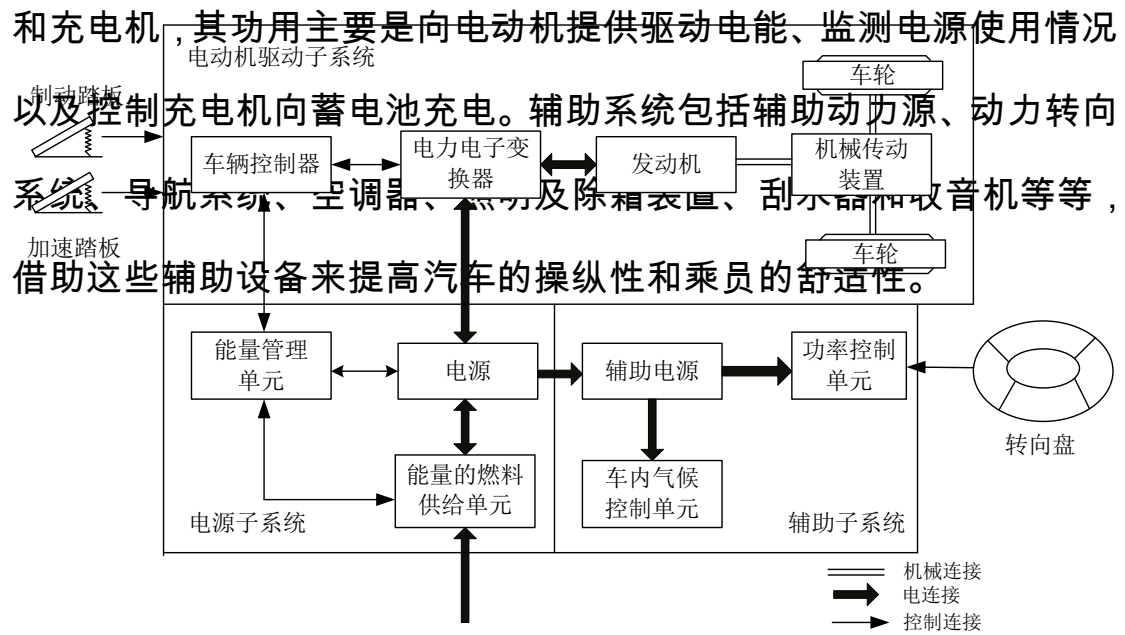 和充电机，其功用主要是向电动机提供驱动电能、监测电源使用情况
电动机驱动子系统
车轮
制动踏板
以及控制充电机向蓄电池充电。辅助系统包括辅助动力源、动力转向
车辆控制器
电力电子变
换器
发动机
机械传动
装置
系统、导航系统、空调器、照明及除霜装置、刮水器和收音机等等，
加速踏板
车轮
借助这些辅助设备来提高汽车的操纵性和乘员的舒适性。
能量管理
单元
电源
辅助电源
功率控制
单元
转向盘
能量的燃料
供给单元
车内气候
控制单元
电源子系统
辅助子系统
机械连接
电连接
控制连接